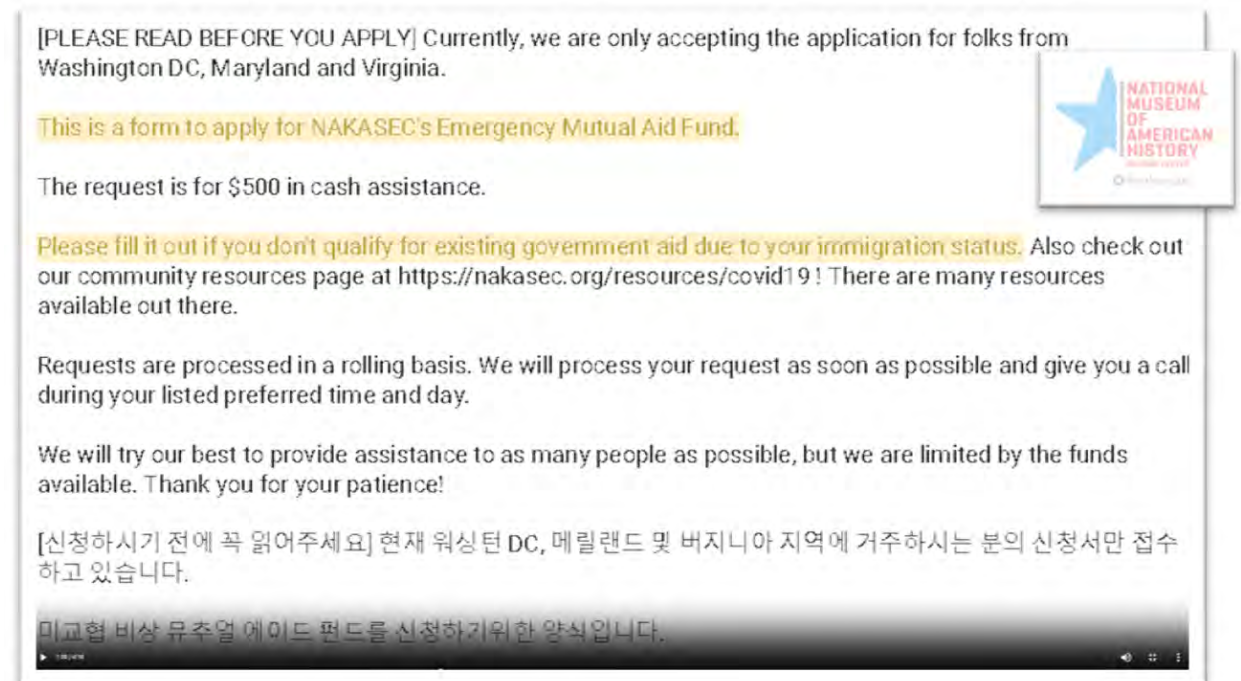 [PLEASE READ BEFORE YOU APPLY] Currently, we are only accepting the application for folks from
Washington DC, Maryland and Virginia.
This is a form to apply for NAKASEC's Emergency Mutual Aid Fund.
The request is for $500 in cash assistance.
Please fill it out if you don't qualify for existing government aid due to your immigration status. Also check out
our community resources page at https://nakasec.org/resources/covid19! There are many resources
available out there.
Requests are processed in a rolling basis. We will process your request as soon as possible and give you a call
during your listed preferred time and day.
We will try our best to provide assistance to as many people as possible, but we are limited by the funds
available. Thank you for your patience!
[신청하시기 전에 꼭 읽어주세요] 현재 워싱턴 DC, 메릴랜드 및 버지니아 지역에 거주하시는 분의 신청서만 접수
하고 있습니다.
미교협 비상 뮤추얼 에이드 펀드를 신청하기위한 양식입니다.
NATIONAL
MUSEUM
OF
AMERICAN
HISTORY